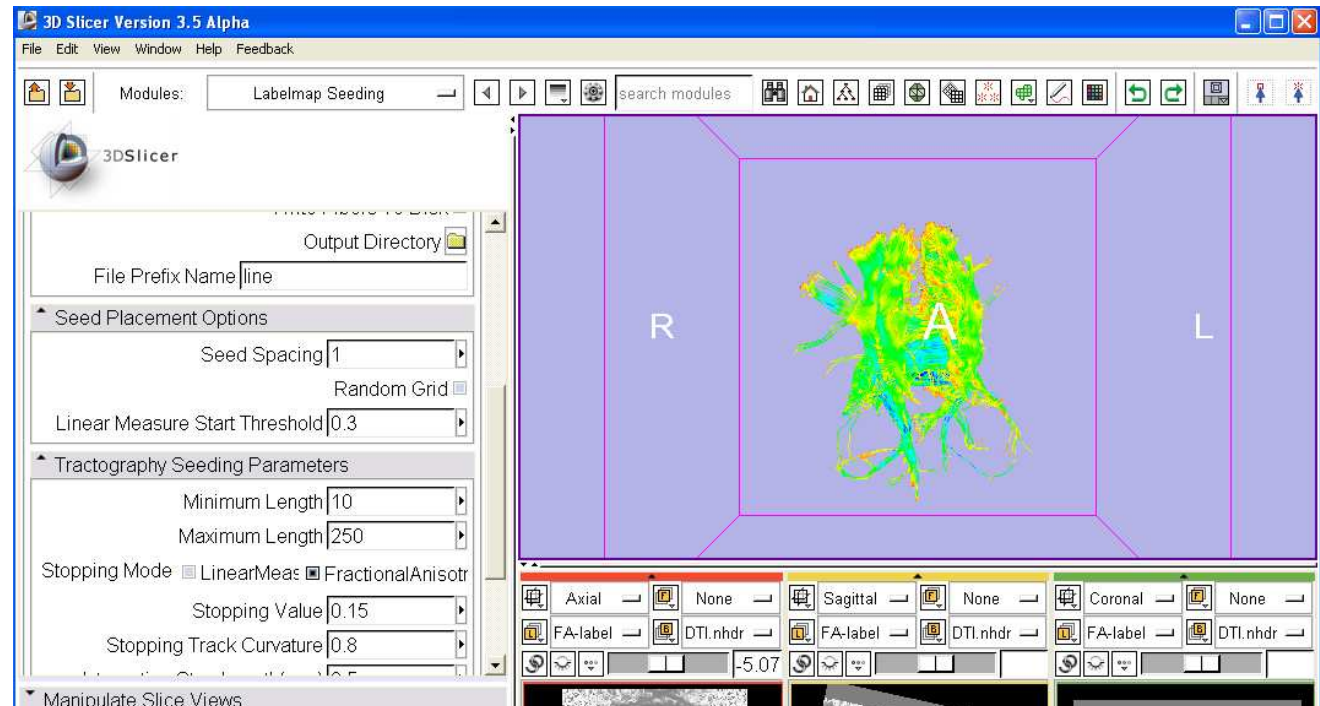 3D Slicer Version 3.5 Alpha
File Edit View Window Help Feedback
Modules: Labelmap Seeding search modules
3DSlicer
Output Directory
File Prefix Name line
Seed Placement Options
Seed Spacing 1
Random Grid
Linear Measure Start Threshold 0.3
Tractography Seeding Parameters
Minimum Length 10
Maximum Length 250
Stopping Mode LinearMeas FractionalAnisotr
Stopping Value 0.15
Stopping Track Curvature 0.8
Manipulate Slice Views
R A L
Axial None Sagittal None Coronal None
FA-label DTI.nhdr FA-label DTI.nhdr FA-label DTI.nhdr
-5.07